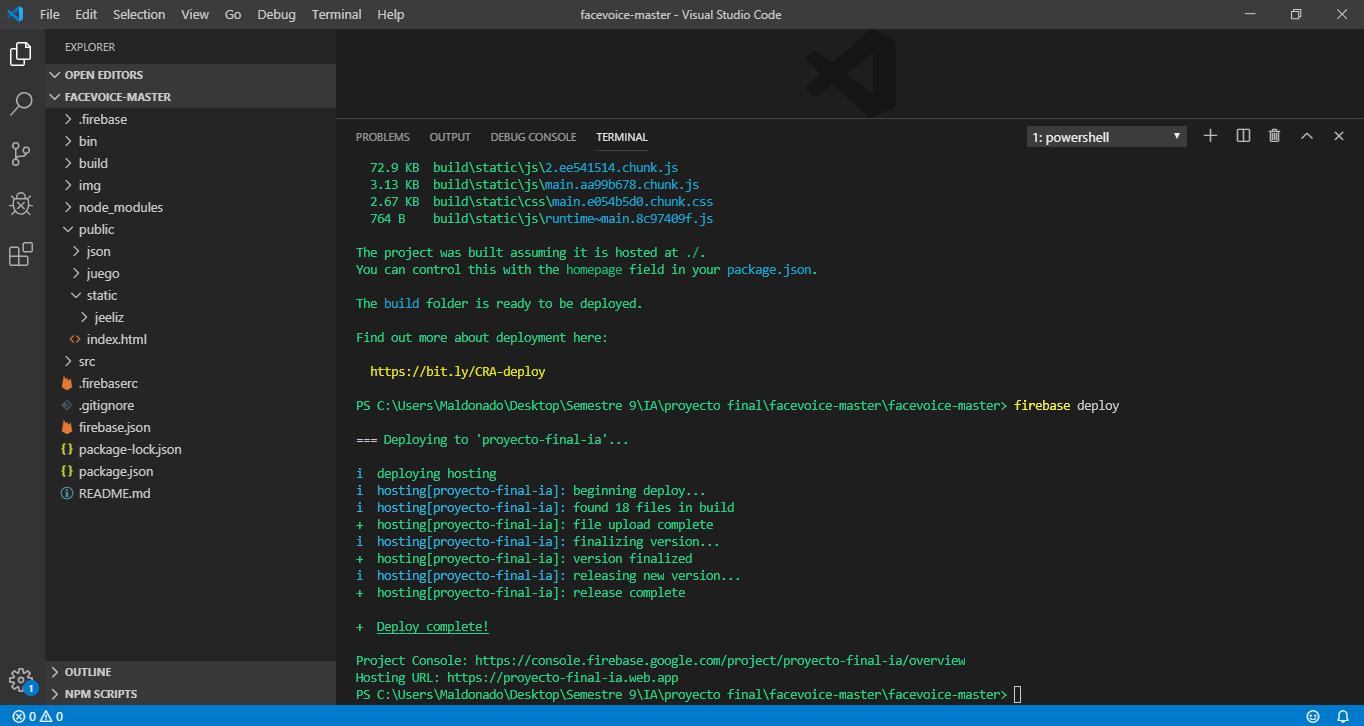 File Edit Selection View Go Debug Terminal Help facevoice-master - Visual Studio Code
EXPLORER
OPEN EDITORS
FACEVOICE-MASTER
.firebase
bin
build
img
node_modules
public
json
juego
static
jeeliz
index.html
src
.firebaserc
.gitignore
firebase.json
package-lock.json
package.json
README.md
OUTLINE
NPM SCRIPTS
1
PROBLEMS OUTPUT DEBUG CONSOLE TERMINAL 1: powershell
72.9 KB build\static\js\2.ee541514.chunk.js
3.13 KB build\static\js\main.aa99b678.chunk.js
2.67 KB build\static\css\main.e054b5d0.chunk.css
764 B build\static\js\runtime~main.8c97409f.js
The project was built assuming it is hosted at ./.
You can control this with the homepage field in your package.json.
The build folder is ready to be deployed.
Find out more about deployment here:
https://bit.ly/CRA-deploy
PS C:\Users\Maldonado\Desktop\Semestre 9\IA\proyecto final\facevoice-master\facevoice-master> firebase deploy
=== Deploying to 'proyecto-final-ia'...
i deploying hosting
i hosting[proyecto-final-ia]: beginning deploy...
i hosting[proyecto-final-ia]: found 18 files in build
+ hosting[proyecto-final-ia]: file upload complete
i hosting[proyecto-final-ia]: finalizing version...
+ hosting[proyecto-final-ia]: version finalized
i hosting[proyecto-final-ia]: releasing new version...
+ hosting[proyecto-final-ia]: release complete
+ Deploy complete!
Project Console: https://console.firebase.google.com/project/proyecto-final-ia/overview
Hosting URL: https://proyecto-final-ia.web.app
PS C:\Users\Maldonado\Desktop\Semestre 9\IA\proyecto final\facevoice-master\facevoice-master>
0 0